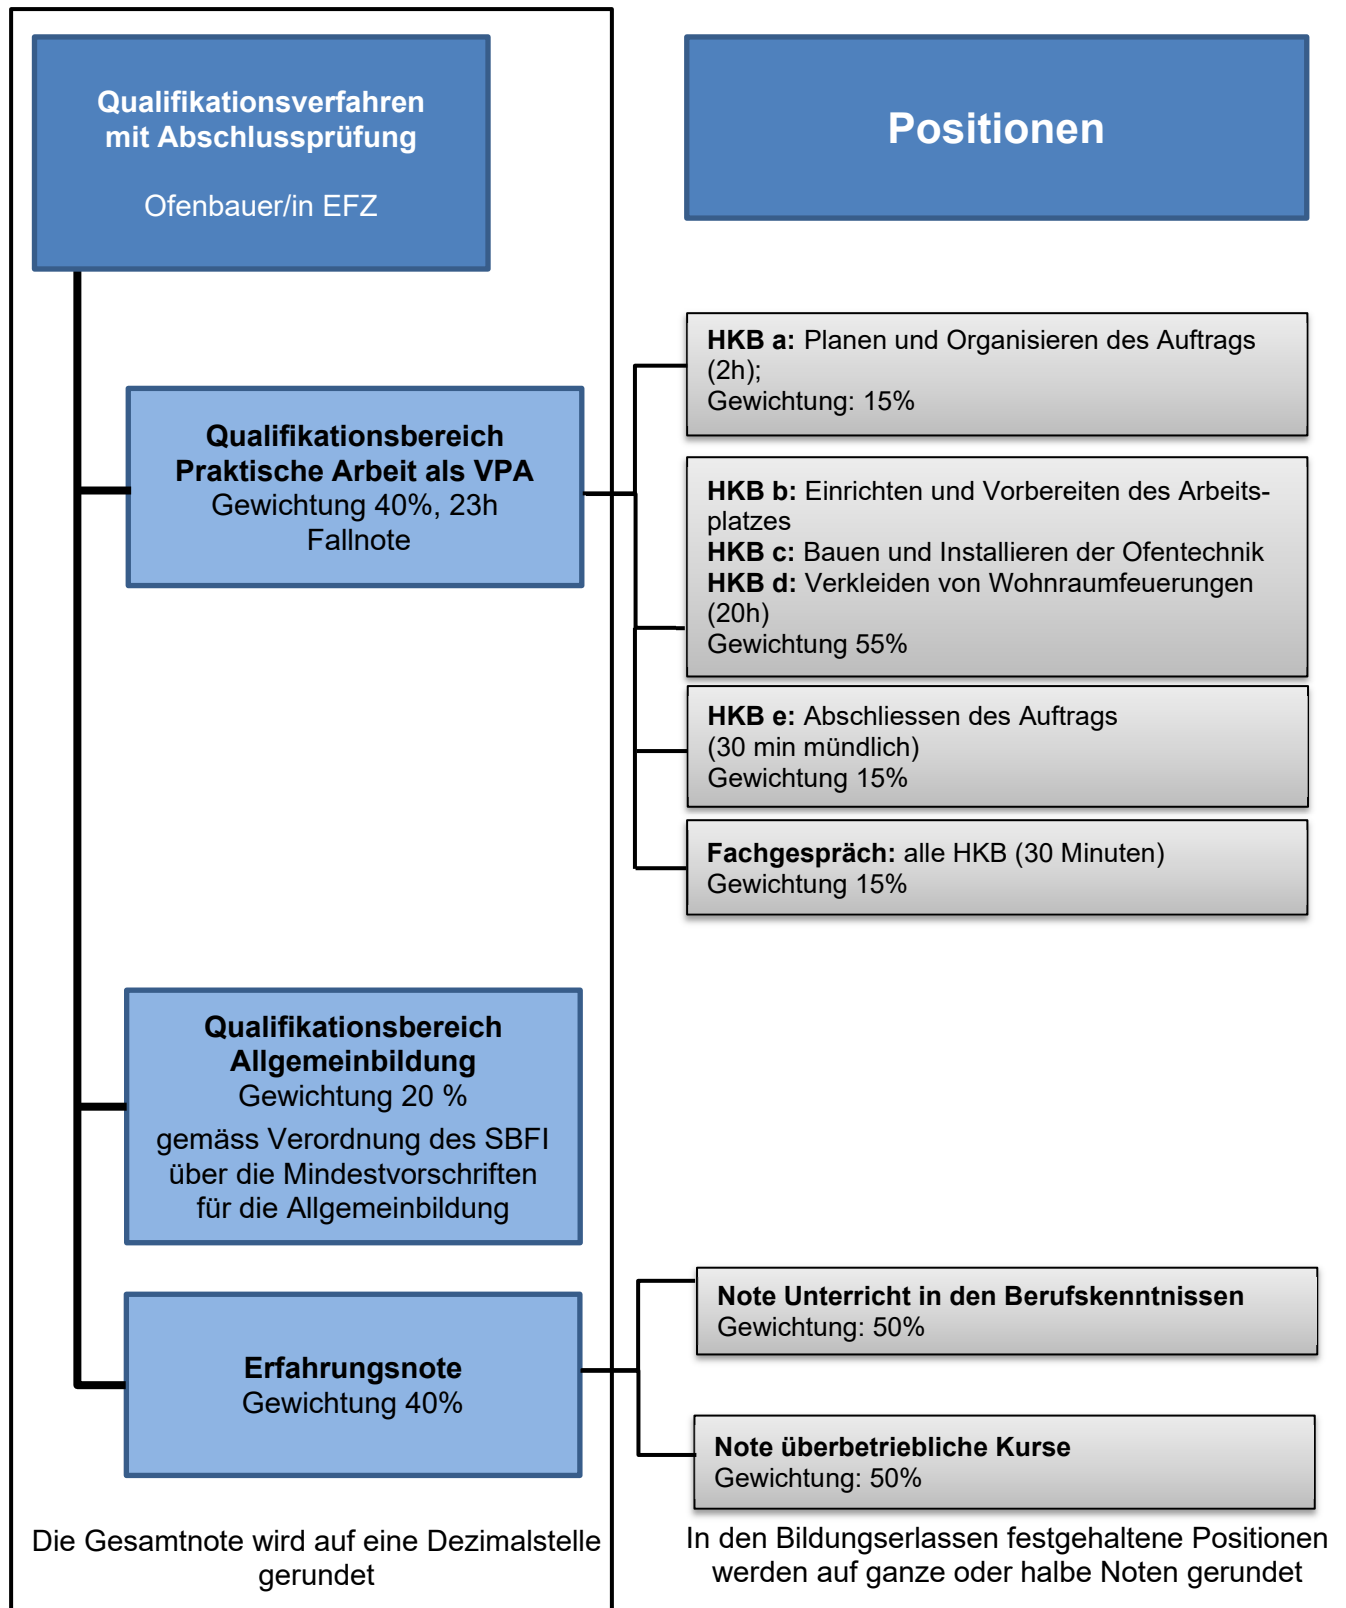 Qualifikationsverfahren
mit Abschlussprüfung
Ofenbauer/in EFZ
Positionen
Qualifikationsbereich
Praktische Arbeit als VPA
Gewichtung 40%, 23h
Fallnote
HKB a: Planen und Organisieren des Auftrags
(2h);
Gewichtung: 15%
HKB b: Einrichten und Vorbereiten des Arbeits-
platzes
HKB c: Bauen und Installieren der Ofentechnik
HKB d: Verkleiden von Wohnraumfeuerungen
(20h)
Gewichtung 55%
HKB e: Abschliessen des Auftrags
(30 min mündlich)
Gewichtung 15%
Fachgespräch: alle HKB (30 Minuten)
Gewichtung 15%
Qualifikationsbereich
Allgemeinbildung
Gewichtung 20 %
gemäss Verordnung des SBFI
über die Mindestvorschriften
für die Allgemeinbildung
Erfahrungsnote
Gewichtung 40%
Note Unterricht in den Berufskenntnissen
Gewichtung: 50%
Note überbetriebliche Kurse
Gewichtung: 50%
Die Gesamtnote wird auf eine Dezimalstelle
gerundet
In den Bildungserlassen festgehaltene Positionen
werden auf ganze oder halbe Noten gerundet